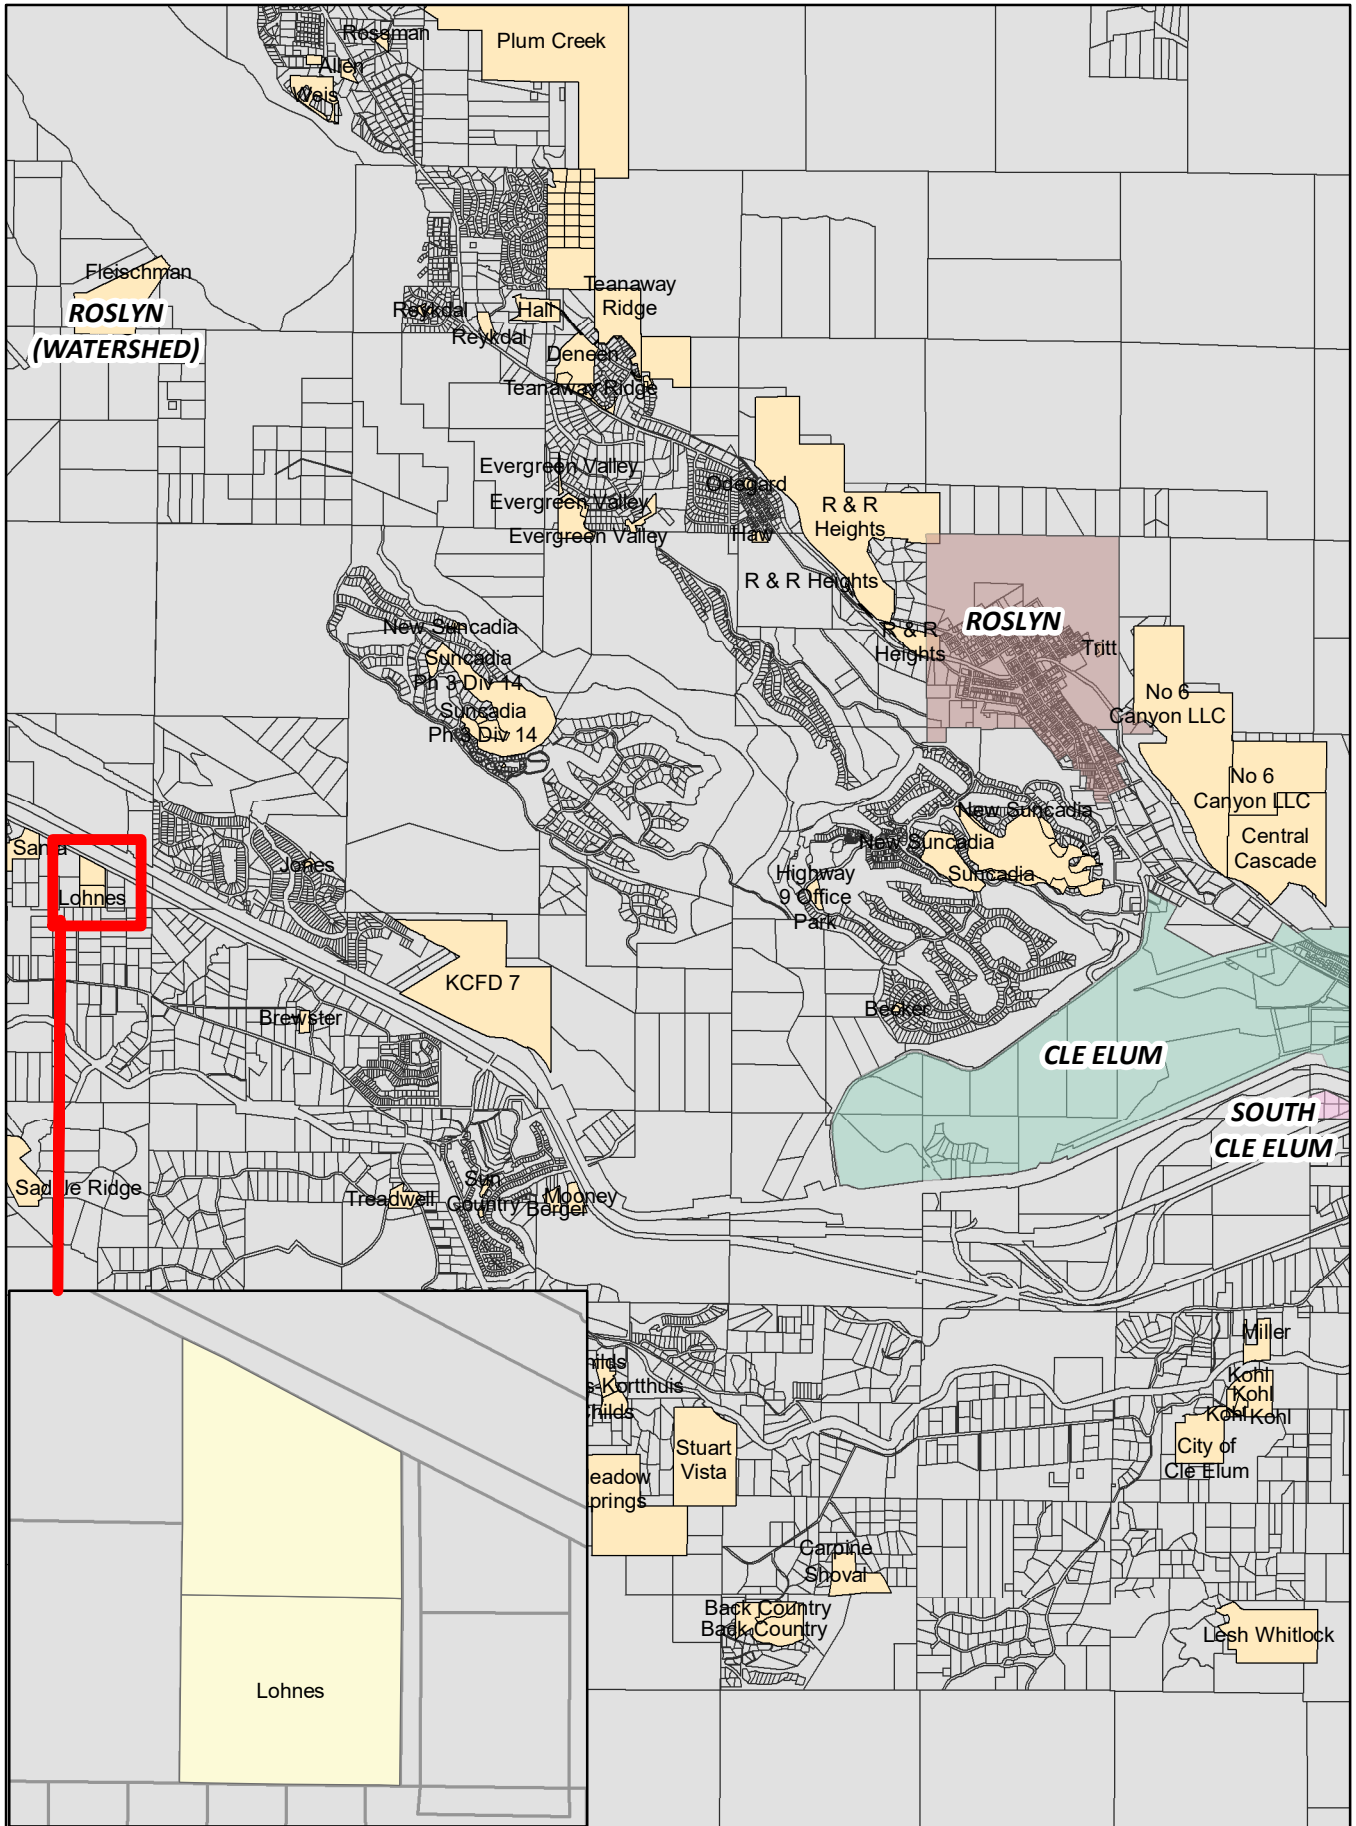 Rossman
Plum Creek
Allen
Weis
Fleischman
ROSLYN
(WATERSHED)
Teanaway
Ridge
Reykdal
Hall
Reykdal
Deneen
Teanaway Ridge
Evergreen Valley
Odegard
Evergreen Valley
R & R
Heights
Evergreen Valley
Haw
R & R Heights
ROSLYN
New Suncadia
R & R
Heights
Tritt
Suncadia
Ph 3 Div 14
No 6
Canyon LLC
Suncadia
Ph 3 Div 14
No 6
Canyon LLC
New Suncadia
Central
Cascade
New Suncadia
Jones
Highway
9 Office
Park
Suncadia
Lohnes
KCFD 7
Becker
Brewster
CLE ELUM
SOUTH
CLE ELUM
Saddle Ridge
Treadwell
Sun
Country
Mooney
Berger
Miller
hilds
s-Kortthuis
Childs
Kohl
Kohl
Kohl
Kohl
Stuart
Vista
City of
Cle Elum
eadow
prings
Carpine
Shoval
Back Country
Back Country
Lesh Whitlock
Lohnes